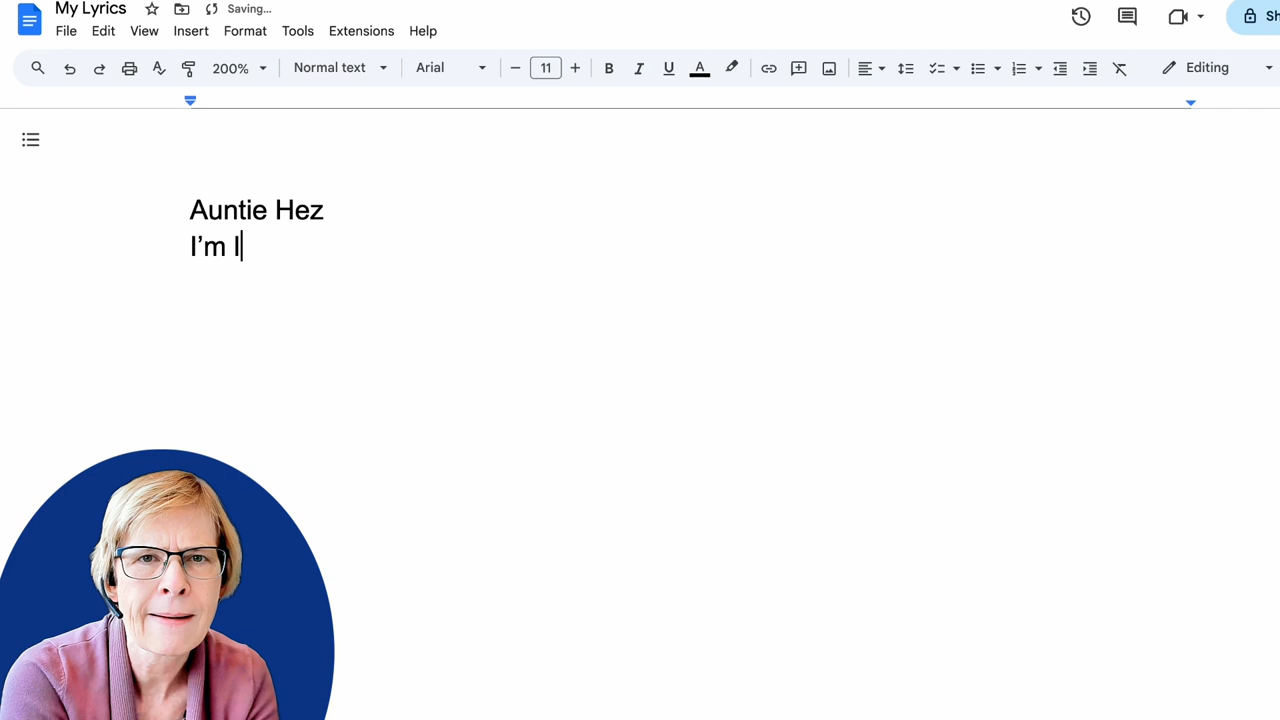 My Lyrics
Saving...
File Edit View Insert Format Tools Extensions Help
200% Normal text Arial 11 B I U A Editing
Auntie Hez
I’m I